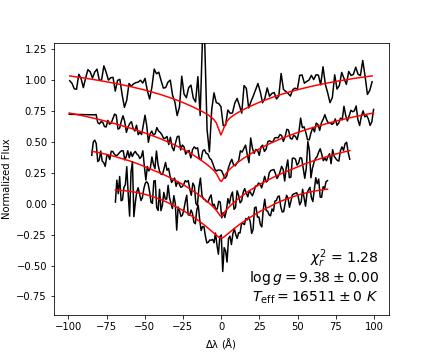 Normalized Flux
1.25
1.00
0.75
0.50
0.25
0.00
−0.25
−0.50
−0.75
χ²ᵣ = 1.28
log g = 9.38 ± 0.00
T_eff = 16511 ± 0 K
−100 −75 −50 −25 0 25 50 75 100
Δλ (Å)